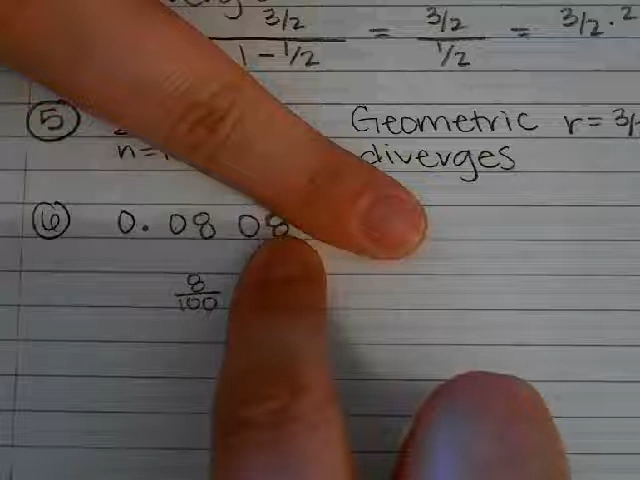 3/2 / 1 - 1/2 = 3/2 / 1/2 = 3/2 · 2
⑤ Geometric r = 3/
n=1 diverges
⑥ 0. 08 08
8/100